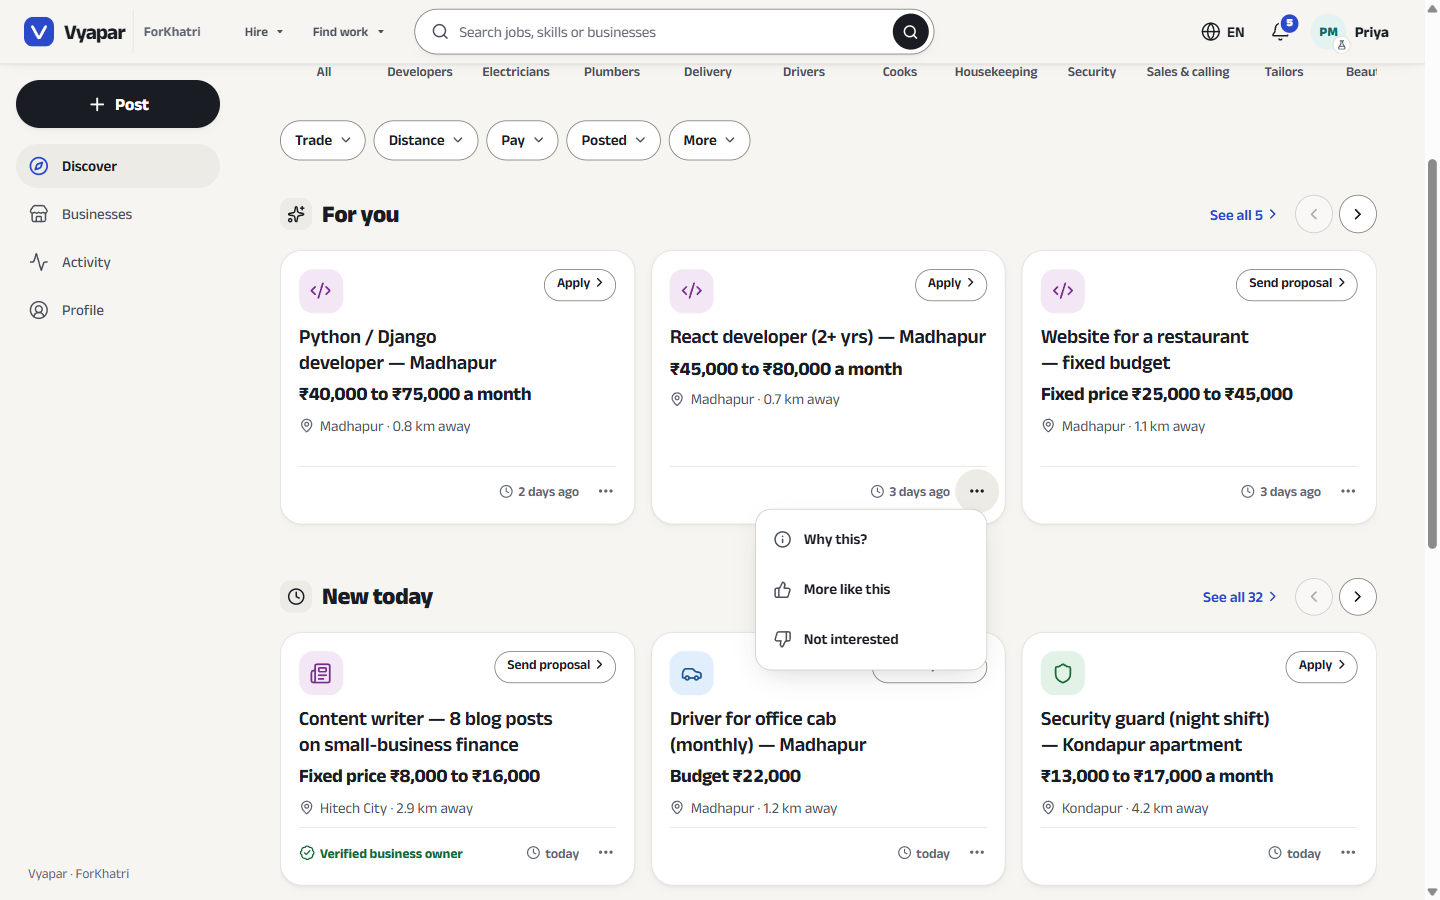 Vyapar ForKhatri Hire Find work Search jobs, skills or businesses EN 5 PM Priya
All Developers Electricians Plumbers Delivery Drivers Cooks Housekeeping Security Sales & calling Tailors
Post
Trade Distance Pay Posted More
Discover
Businesses
Activity
Profile
For you See all 5
Apply
Python / Django
developer — Madhapur
₹40,000 to ₹75,000 a month
Madhapur · 0.8 km away
2 days ago
Apply
React developer (2+ yrs) — Madhapur
₹45,000 to ₹80,000 a month
Madhapur · 0.7 km away
3 days ago
Send proposal
Website for a restaurant
— fixed budget
Fixed price ₹25,000 to ₹45,000
Madhapur · 1.1 km away
3 days ago
Why this?
More like this
Not interested
New today See all 32
Send proposal
Content writer — 8 blog posts
on small-business finance
Fixed price ₹8,000 to ₹16,000
Hitech City · 2.9 km away
Verified business owner today
Driver for office cab
(monthly) — Madhapur
Budget ₹22,000
Madhapur · 1.2 km away
today
Apply
Security guard (night shift)
— Kondapur apartment
₹13,000 to ₹17,000 a month
Kondapur · 4.2 km away
today
Vyapar · ForKhatri